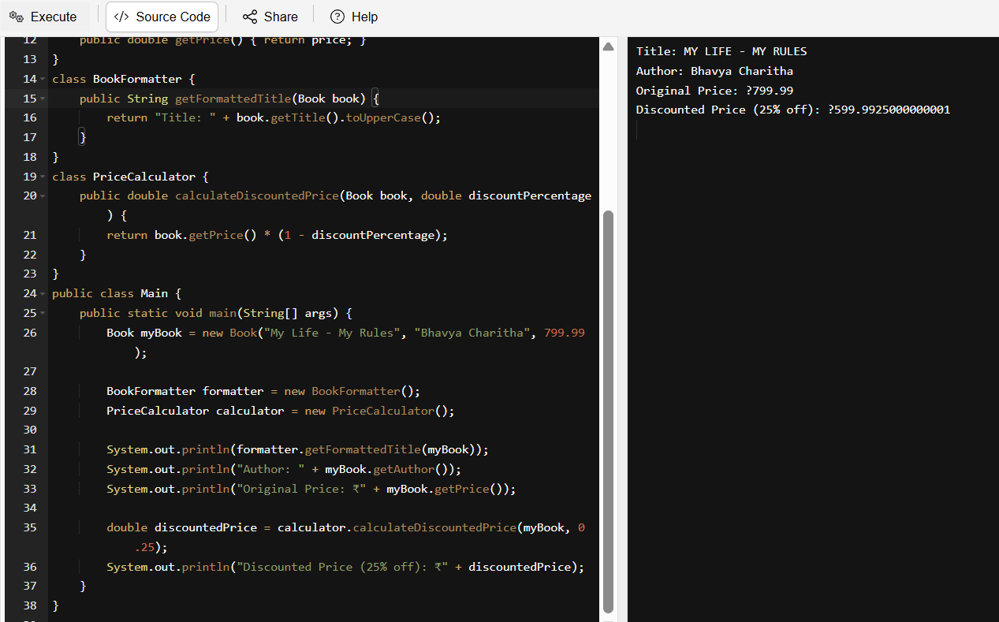 Execute
</> Source Code
Share
Help
12 public double getPrice() { return price; }
13 }
14 class BookFormatter {
15 public String getFormattedTitle(Book book) {
16 return "Title: " + book.getTitle().toUpperCase();
17 }
18 }
19 class PriceCalculator {
20 public double calculateDiscountedPrice(Book book, double discountPercentage
) {
21 return book.getPrice() * (1 - discountPercentage);
22 }
23 }
24 public class Main {
25 public static void main(String[] args) {
26 Book myBook = new Book("My Life - My Rules", "Bhavya Charitha", 799.99
);
27
28 BookFormatter formatter = new BookFormatter();
29 PriceCalculator calculator = new PriceCalculator();
30
31 System.out.println(formatter.getFormattedTitle(myBook));
32 System.out.println("Author: " + myBook.getAuthor());
33 System.out.println("Original Price: ₹" + myBook.getPrice());
34
35 double discountedPrice = calculator.calculateDiscountedPrice(myBook, 0
.25);
36 System.out.println("Discounted Price (25% off): ₹" + discountedPrice);
37 }
38 }
Title: MY LIFE - MY RULES
Author: Bhavya Charitha
Original Price: ?799.99
Discounted Price (25% off): ?599.9925000000001